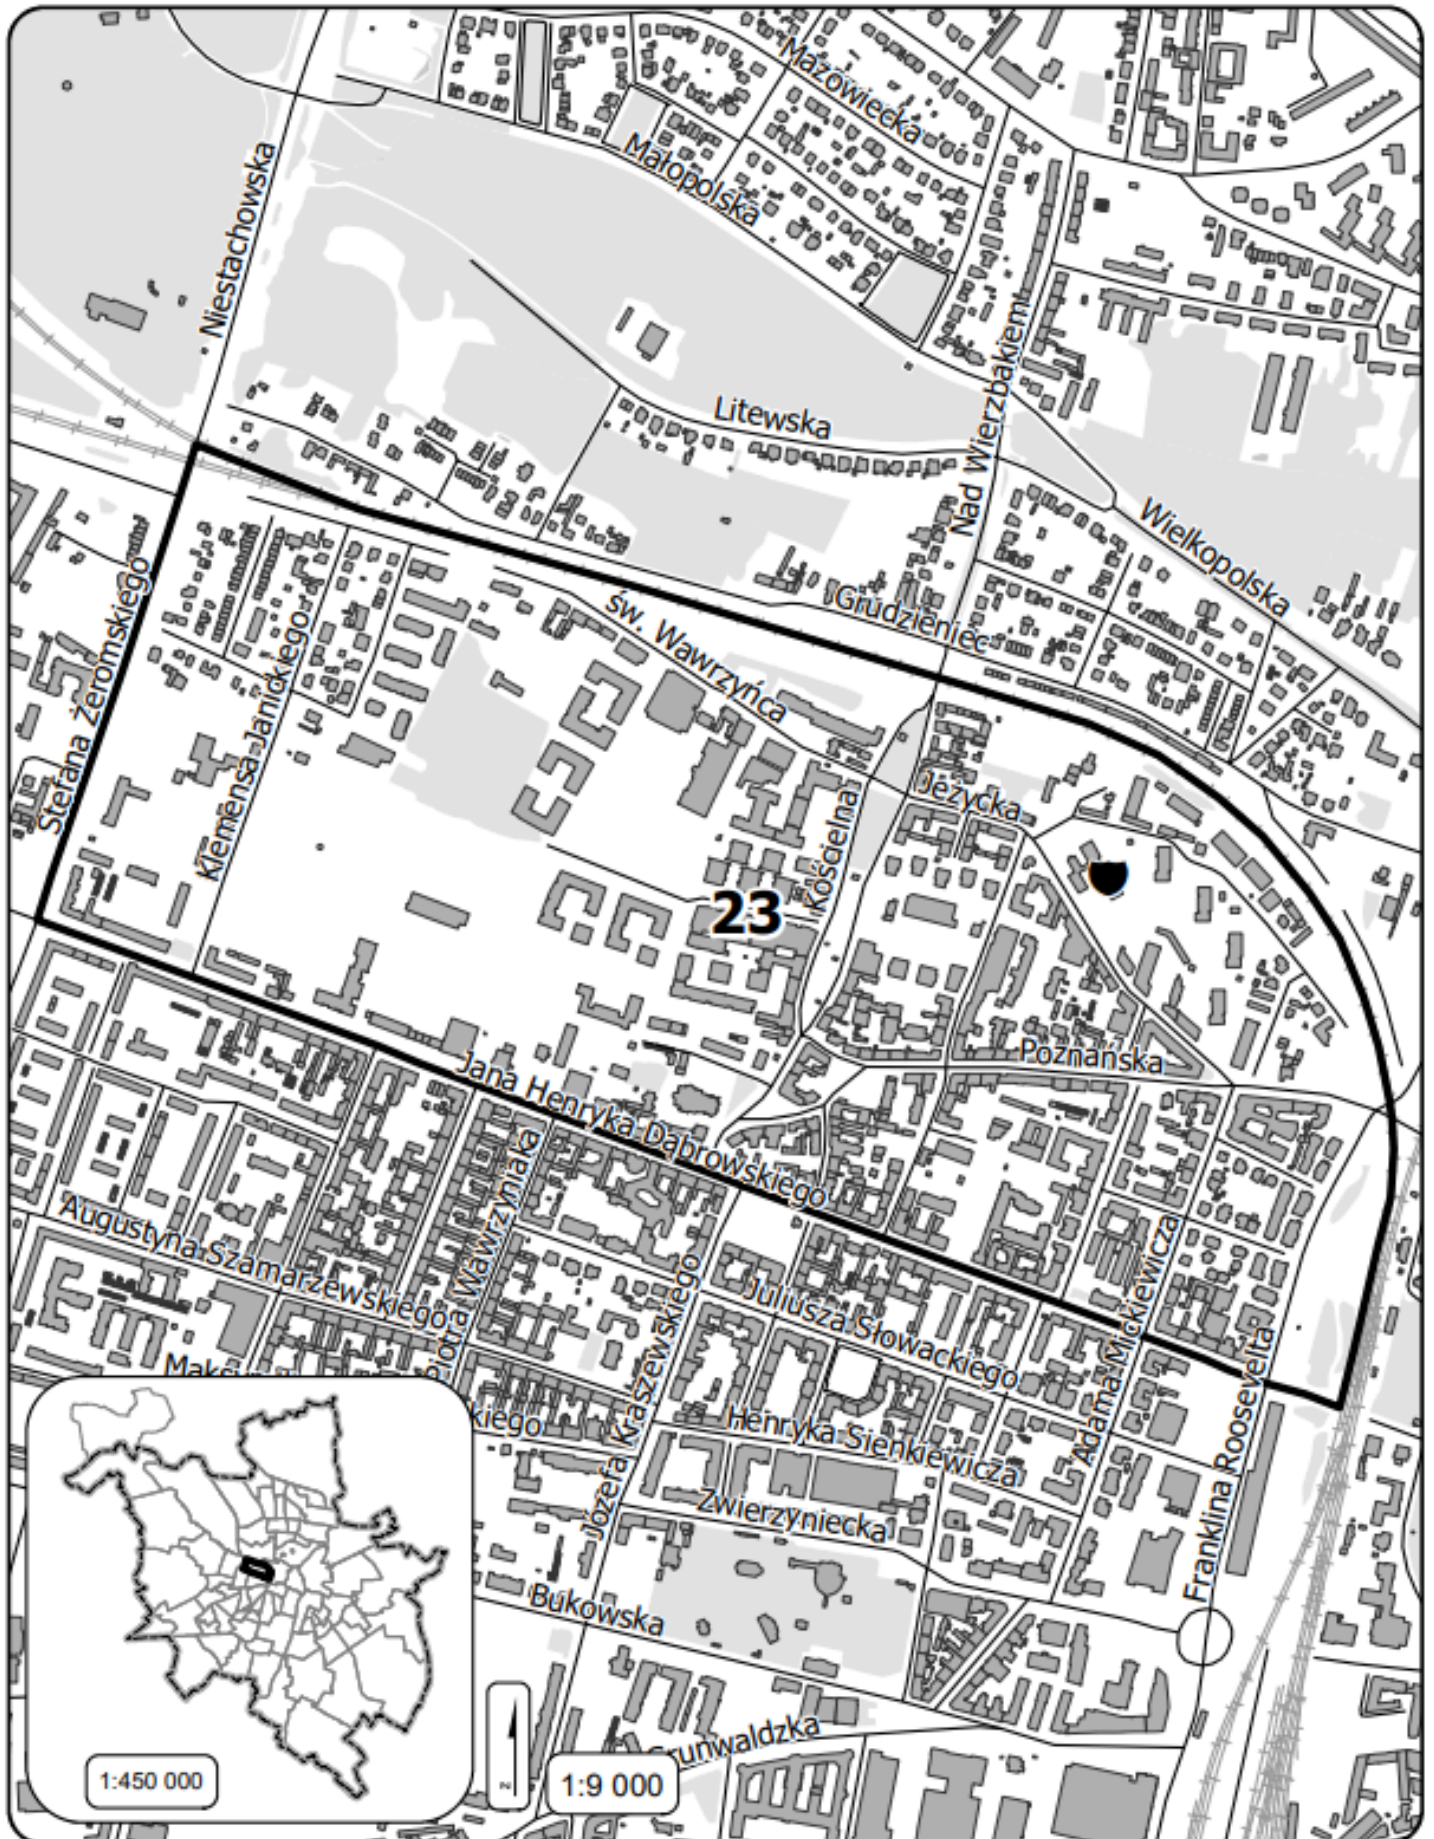 Mazowiecka
Małopolska
Niestachowska
Litewska
Nad Wierzbakiem
Wielkopolska
Grudzieniec
św. Wawrzyńca
Stefana Żeromskiego
Klemensa Janickiego
Jeżycka
Kościelna
23
Poznańska
Jana Henryka Dąbrowskiego
Augustyna Szamarzewskiego
Piotra Wawrzyniaka
Adama Mickiewicza
Juliusza Słowackiego
Józefa Kraszewskiego
Franklina Roosevelta
Henryka Sienkiewicza
kiego
Zwierzyniecka
Bukowska
Grunwaldzka
1:450 000
N
1:9 000